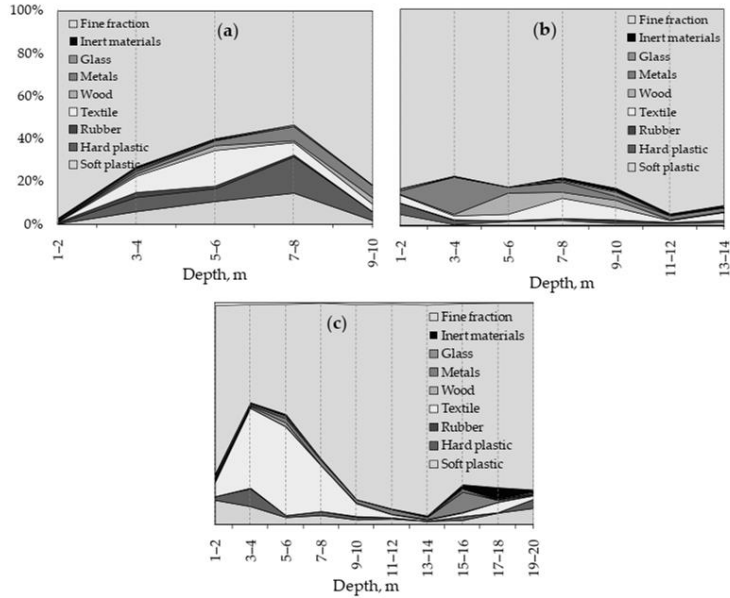 100%
80%
60%
40%
20%
0%
(a)
Fine fraction
Inert materials
Glass
Metals
Wood
Textile
Rubber
Hard plastic
Soft plastic
1–2
3–4
5–6
7–8
9–10
Depth, m
(b)
Fine fraction
Inert materials
Glass
Metals
Wood
Textile
Rubber
Hard plastic
Soft plastic
1–2
3–4
5–6
7–8
9–10
11–12
13–14
Depth, m
(c)
Fine fraction
Inert materials
Glass
Metals
Wood
Textile
Rubber
Hard plastic
Soft plastic
1–2
3–4
5–6
7–8
9–10
11–12
13–14
15–16
17–18
19–20
Depth, m